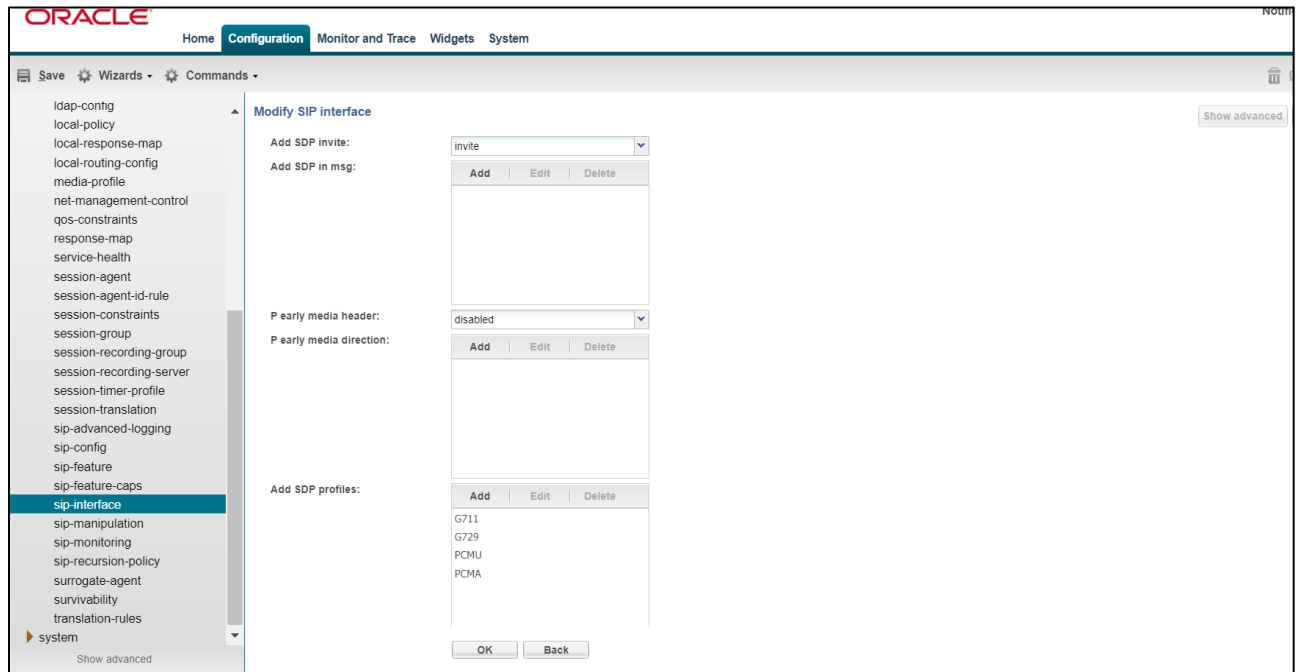 ORACLE
Notifi
Home Configuration Monitor and Trace Widgets System
Save Wizards Commands
ldap-config
local-policy
local-response-map
local-routing-config
media-profile
net-management-control
qos-constraints
response-map
service-health
session-agent
session-agent-id-rule
session-constraints
session-group
session-recording-group
session-recording-server
session-timer-profile
session-translation
sip-advanced-logging
sip-config
sip-feature
sip-feature-caps
sip-interface
sip-manipulation
sip-monitoring
sip-recursion-policy
surrogate-agent
survivability
translation-rules
system
Show advanced
Modify SIP interface
Show advanced
Add SDP invite: invite
Add SDP in msg:
Add Edit Delete
P early media header: disabled
P early media direction:
Add Edit Delete
Add SDP profiles:
Add Edit Delete
G711
G729
PCMU
PCMA
OK Back